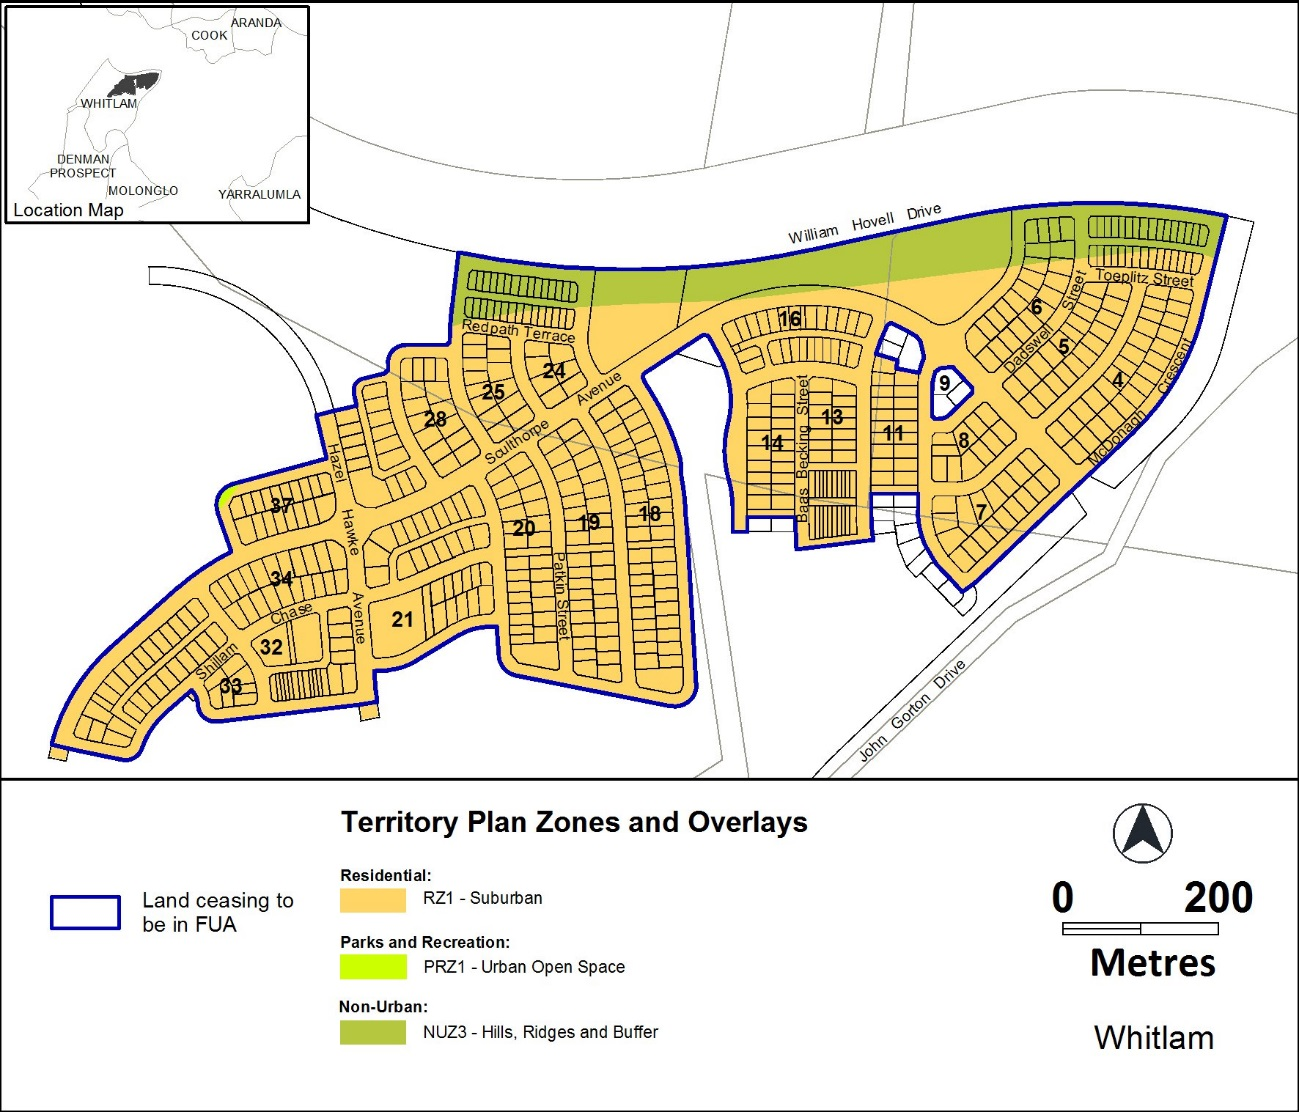 ARANDA
COOK
WHITLAM
DENMAN
PROSPECT
MOLONGLO
YARRALUMLA
Location Map
William Hovell Drive
Toeplitz Street
Redpath Terrace
6
Street
16
Dadswell
5
24
25
Avenue
9
4
Crescent
28
Sculthorpe
14
Baas Becking Street
13
11
8
McDonagh
Hazel
37
Hawke
20
19
18
7
34
Chase
Avenue
21
Patkin Street
32
Shillam
33
John Gorton Drive
Territory Plan Zones and Overlays
Land ceasing to
be in FUA
Residential:
RZ1 - Suburban
Parks and Recreation:
PRZ1 - Urban Open Space
Non-Urban:
NUZ3 - Hills, Ridges and Buffer
0 200
Metres
Whitlam